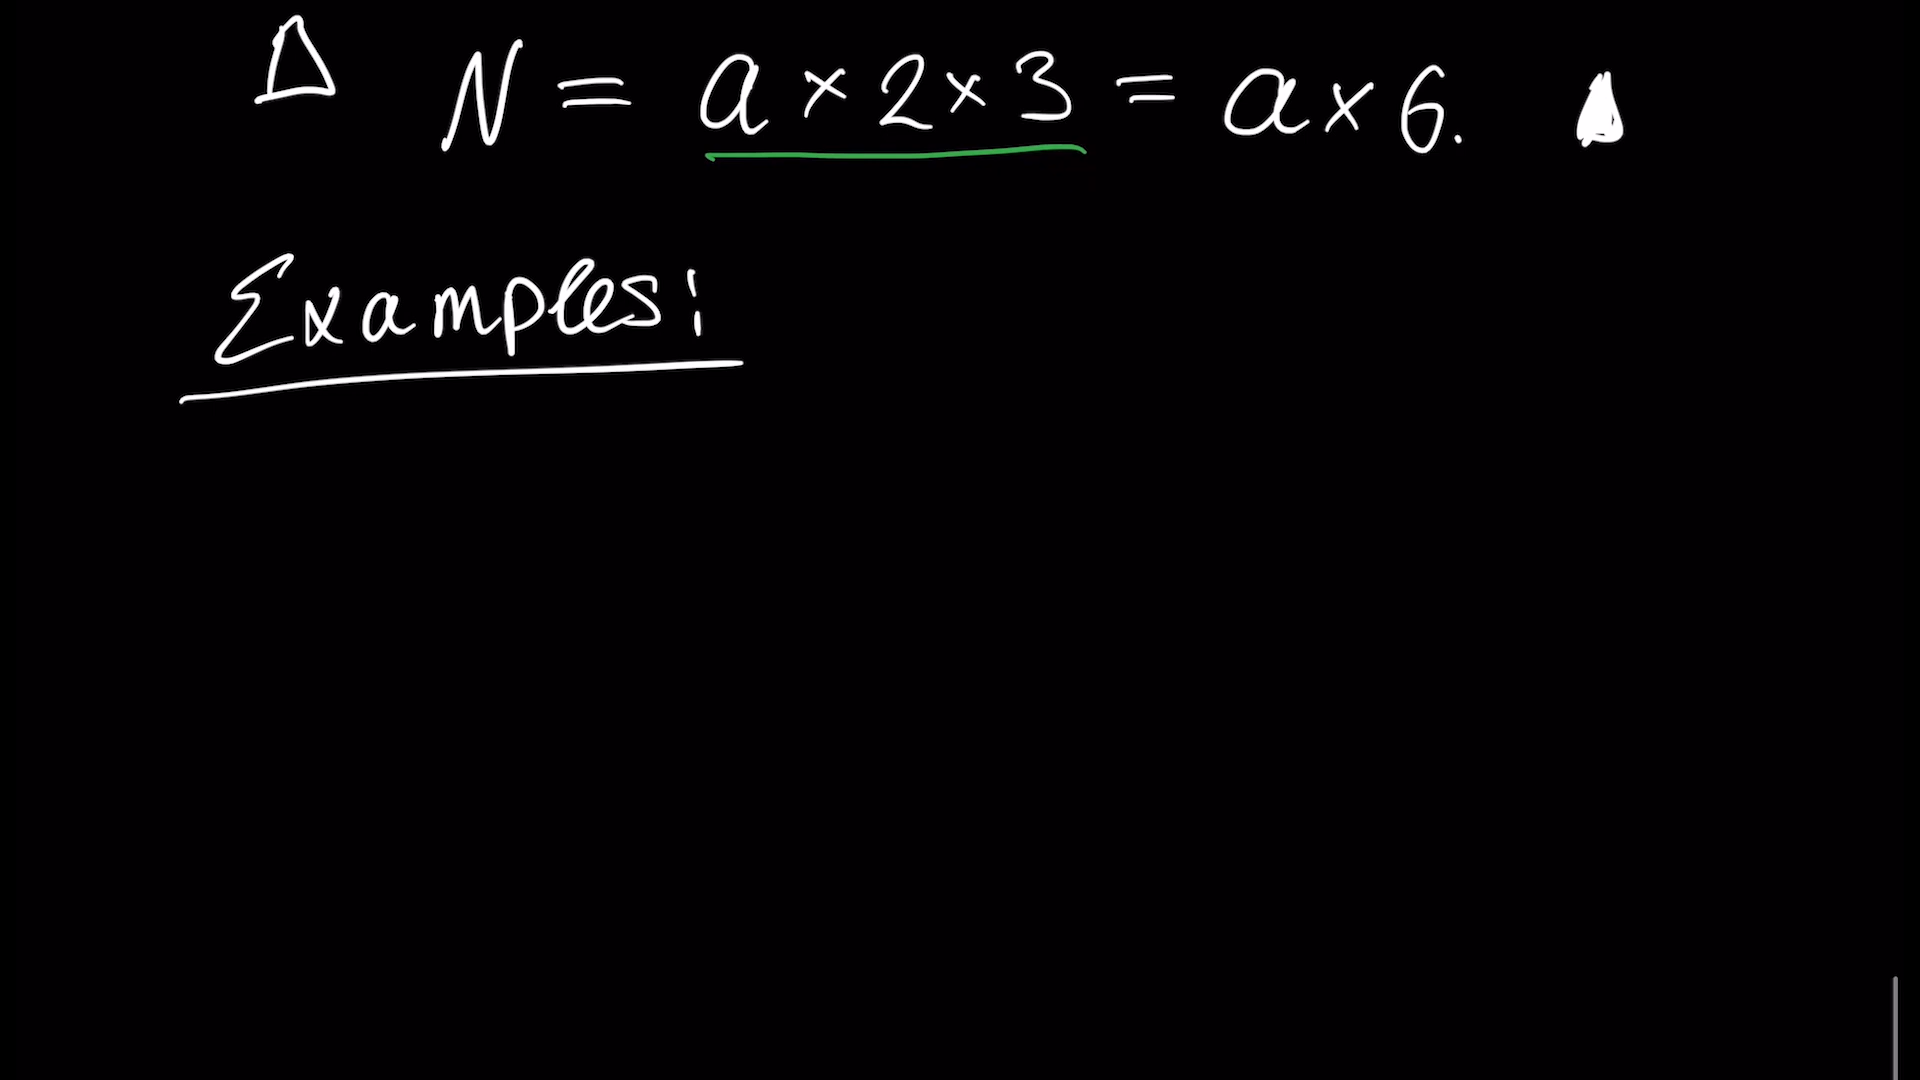 Δ N = a × 2 × 3 = a × 6. ▲
Examples: